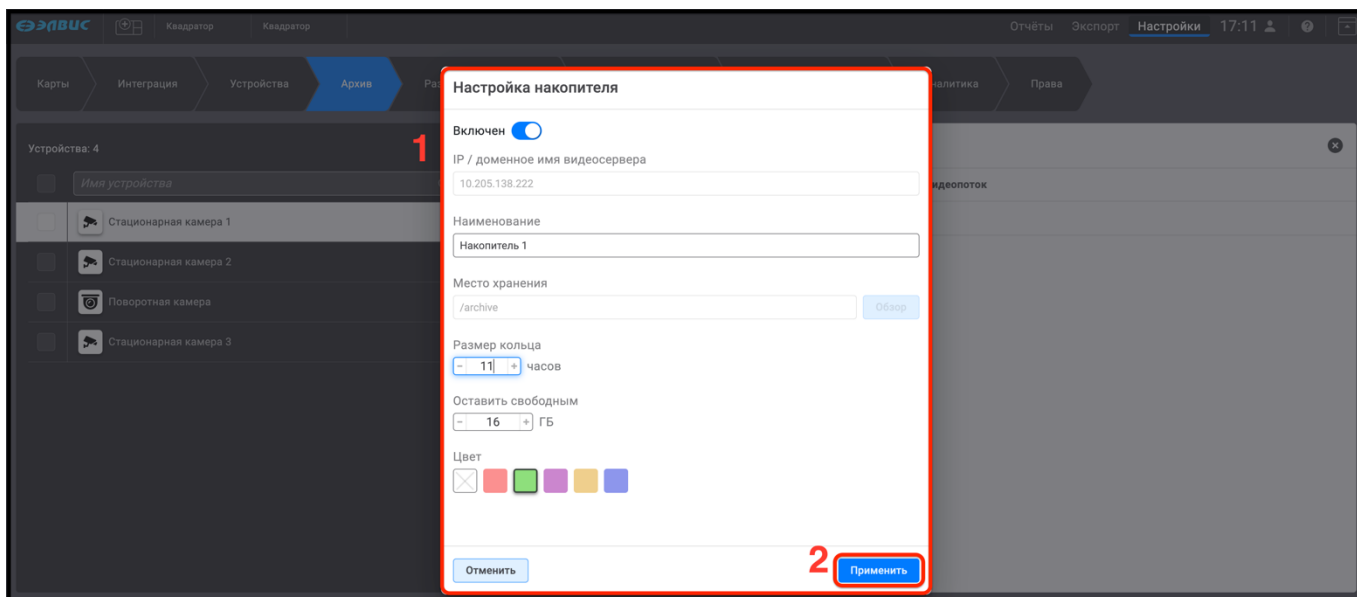 ЭЛВИС Квадратор Квадратор Отчёты Экспорт Настройки 17:11
Карты Интеграция Устройства Архив Ра налитика Права
Устройства: 4
Имя устройства
Стационарная камера 1
Стационарная камера 2
Поворотная камера
Стационарная камера 3
идеопоток
1
Настройка накопителя
Включен
IP / доменное имя видеосервера
10.205.138.222
Наименование
Накопитель 1
Место хранения
/archive Обзор
Размер кольца
- 11 + часов
Оставить свободным
- 16 + ГБ
Цвет
Отменить 2 Применить